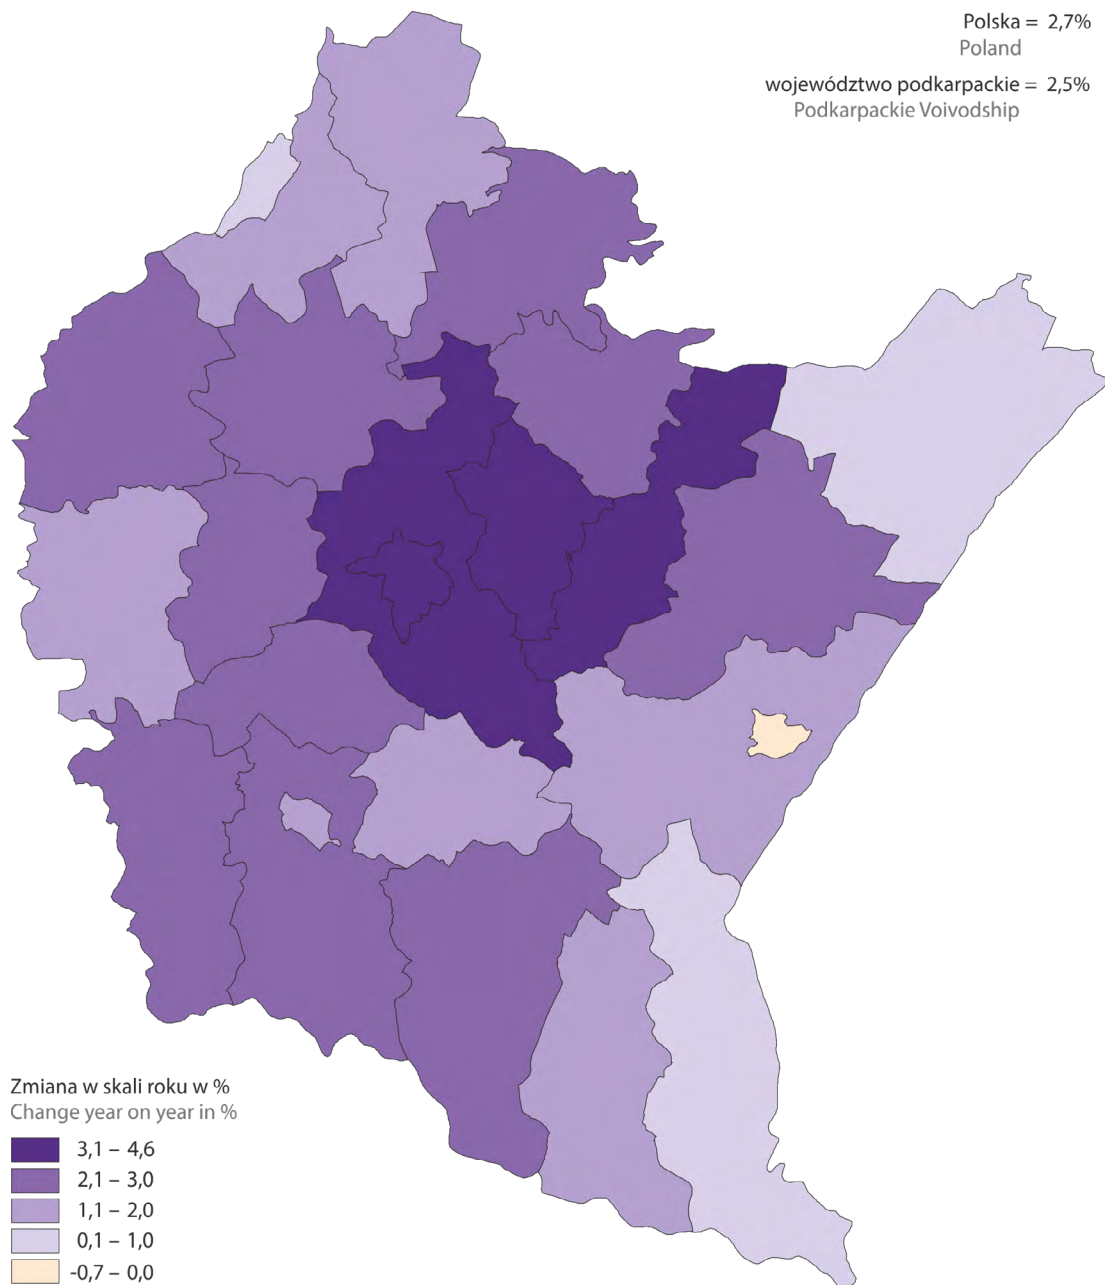 Polska = 2,7%
Poland
województwo podkarpackie = 2,5%
Podkarpackie Voivodship
Zmiana w skali roku w %
Change year on year in %
3,1 – 4,6
2,1 – 3,0
1,1 – 2,0
0,1 – 1,0
-0,7 – 0,0